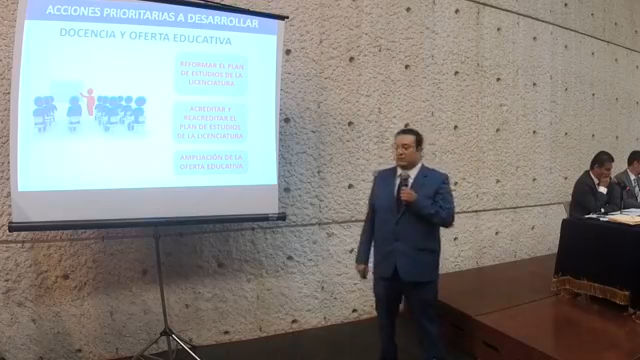 ACCIONES PRIORITARIAS A DESARROLLAR
DOCENCIA Y OFERTA EDUCATIVA
REFORMAR EL PLAN
DE ESTUDIOS DE LA
LICENCIATURA
ACREDITAR Y
REACREDITAR EL
PLAN DE ESTUDIOS
DE LA LICENCIATURA
AMPLIACIÓN DE LA
OFERTA EDUCATIVA